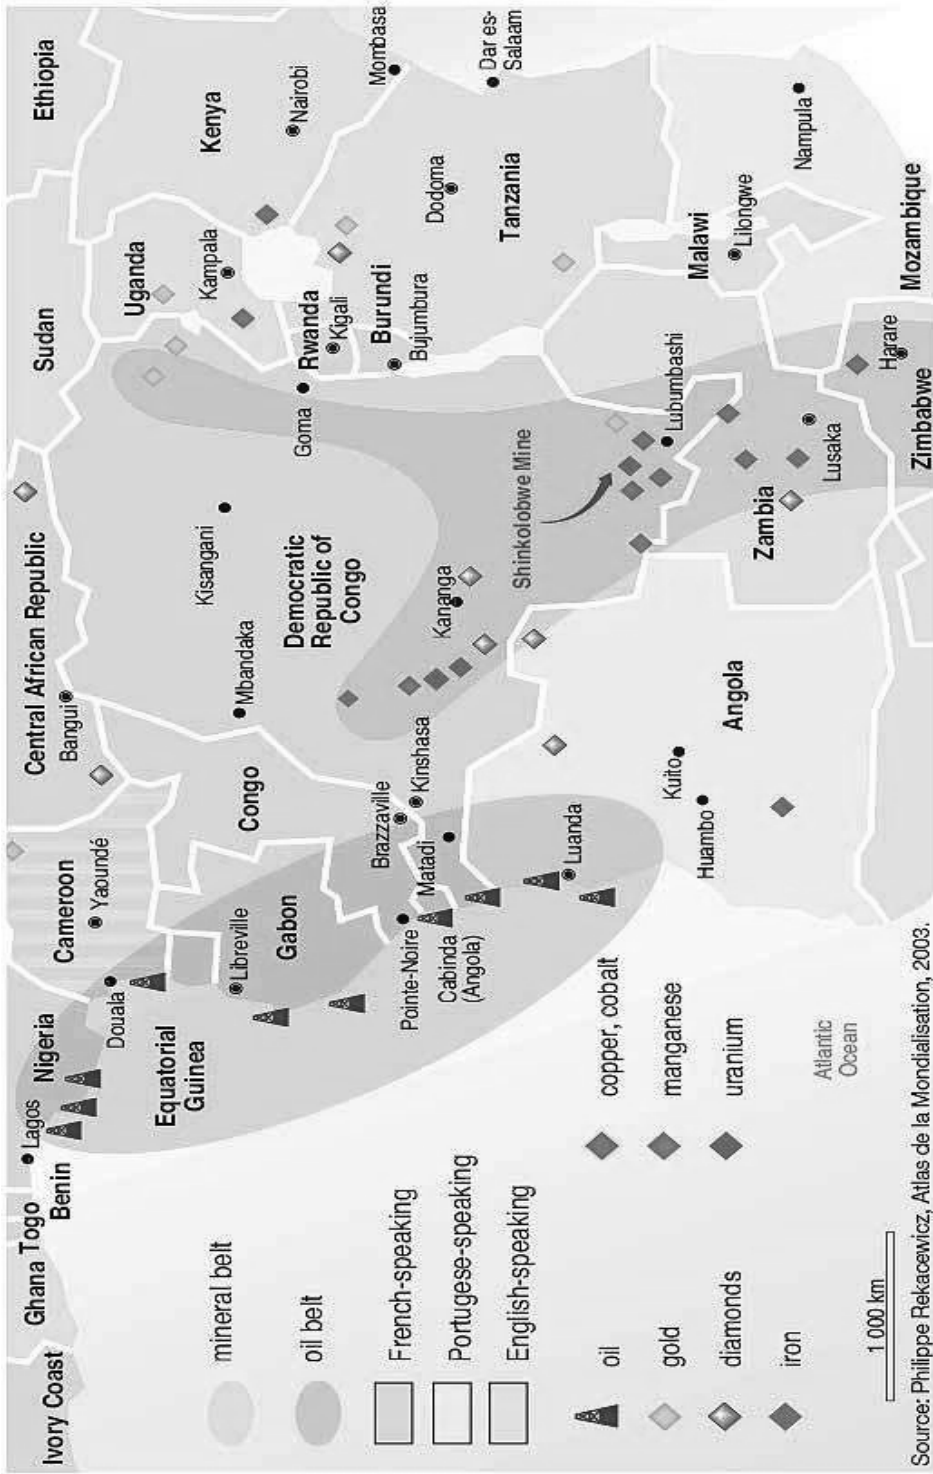 Ivory Coast
Ghana
Togo
Benin
Lagos
Nigeria
Cameroon
Yaoundé
Douala
Equatorial
Guinea
Central African Republic
Bangui
Sudan
Ethiopia
Libreville
Gabon
Congo
Mbandaka
Kisangani
Democratic
Republic of
Congo
Uganda
Kampala
Kenya
Nairobi
Mombasa
Rwanda
Kigali
Goma
Burundi
Bujumbura
Dodoma
Tanzania
Dar es-
Salaam
Pointe-Noire
Brazzaville
Kinshasa
Matadi
Cabinda
(Angola)
Luanda
Kananga
Shinkolobwe Mine
Lubumbashi
Angola
Huambo
Kuito
Zambia
Lusaka
Malawi
Lilongwe
Nampula
Mozambique
Harare
Zimbabwe
Atlantic
Ocean
mineral belt
oil belt
French-speaking
Portugese-speaking
English-speaking
oil
gold
diamonds
iron
copper, cobalt
manganese
uranium
1 000 km
Source: Philippe Rekacewicz, Atlas de la Mondialisation, 2003.